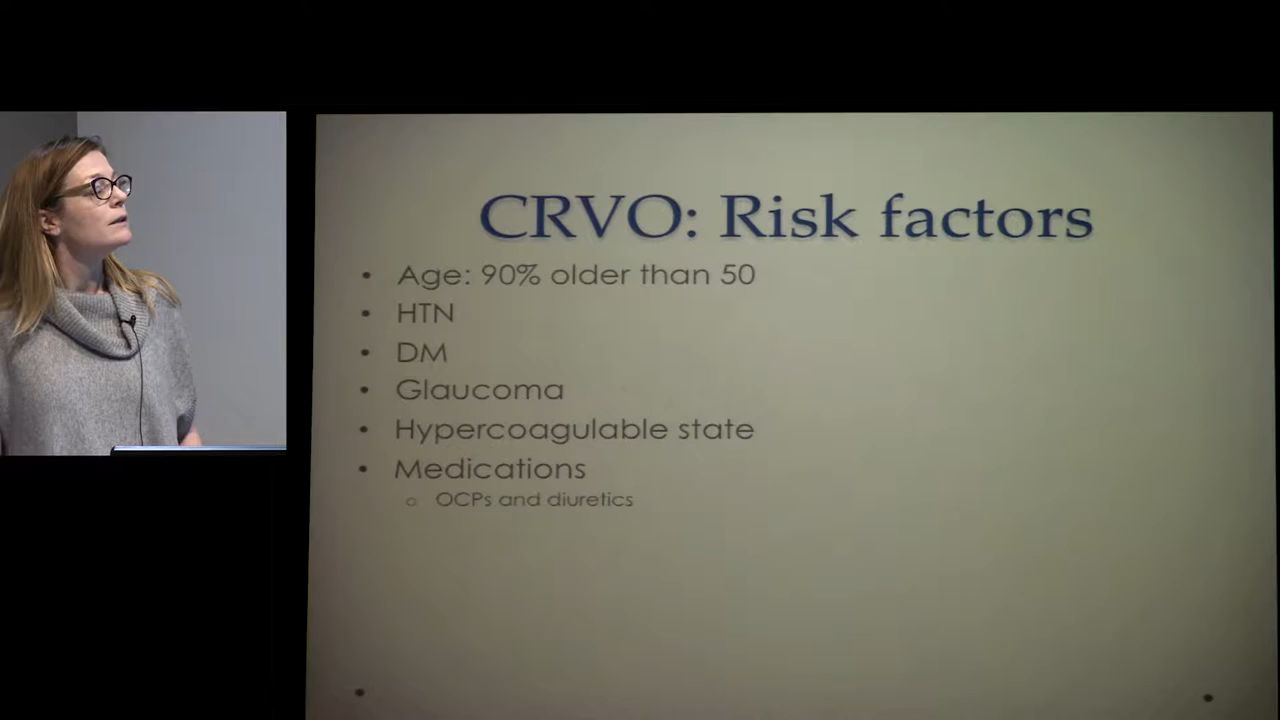 CRVO: Risk factors
• Age: 90% older than 50
• HTN
• DM
• Glaucoma
• Hypercoagulable state
• Medications
o OCPs and diuretics